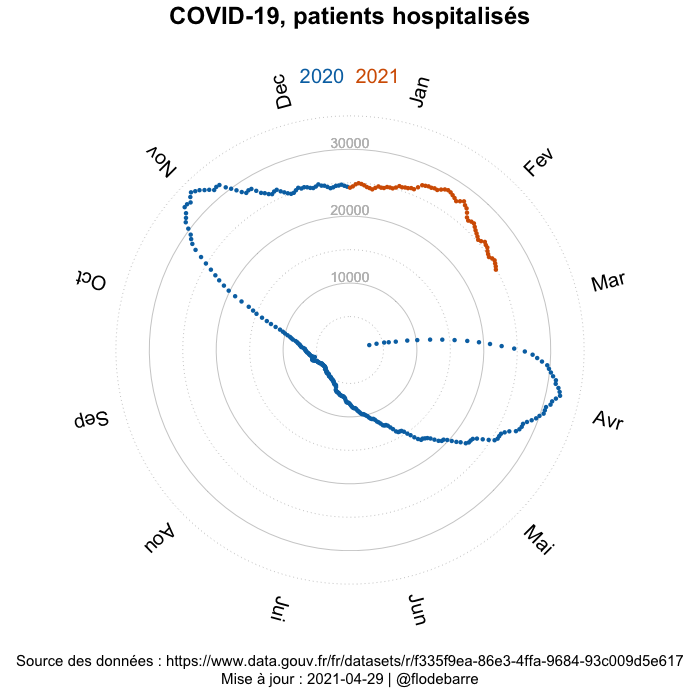 COVID-19, patients hospitalisés
2020 2021
Jan
Fev
Mar
Avr
Mai
Jun
Jui
Aou
Sep
Oct
Nov
Dec
30000
20000
10000
Source des données : https://www.data.gouv.fr/fr/datasets/r/f335f9ea-86e3-4ffa-9684-93c009d5e617
Mise à jour : 2021-04-29 | @flodebarre